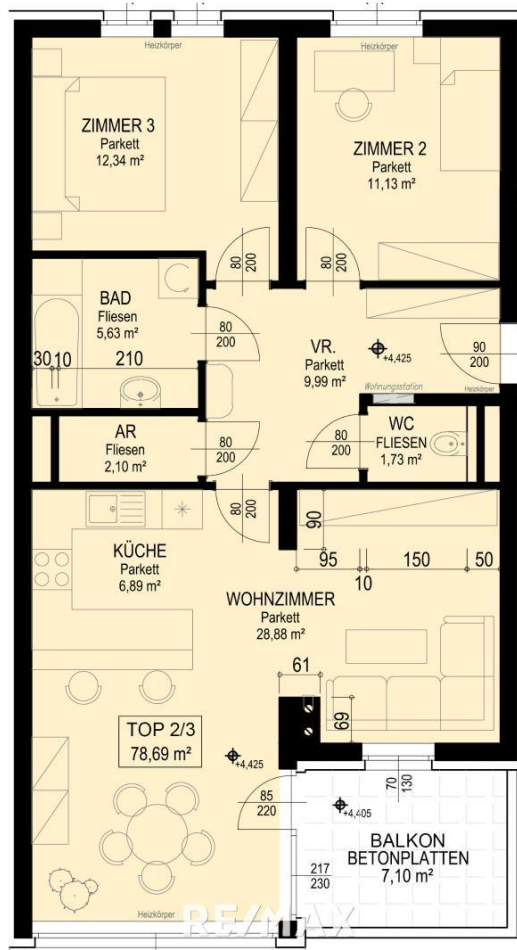 Heizkörper
Heizkörper
ZIMMER 3
Parkett
12,34 m²
ZIMMER 2
Parkett
11,13 m²
80
200
80
200
BAD
Fliesen
5,63 m²
30 10 210
80
200
VR.
Parkett
9,99 m²
+4,425
90
200
Wohnungsstation
Heizkörper
AR
Fliesen
2,10 m²
80
200
80
200
WC
FLIESEN
1,73 m²
80
200
90
KÜCHE
Parkett
6,89 m²
95 10 150 50
WOHNZIMMER
Parkett
28,88 m²
61
69
TOP 2/3
78,69 m²
+4,425
85
220
70
130
+4,405
BALKON
BETONPLATTEN
7,10 m²
217
230
Heizkörper
RE/MAX